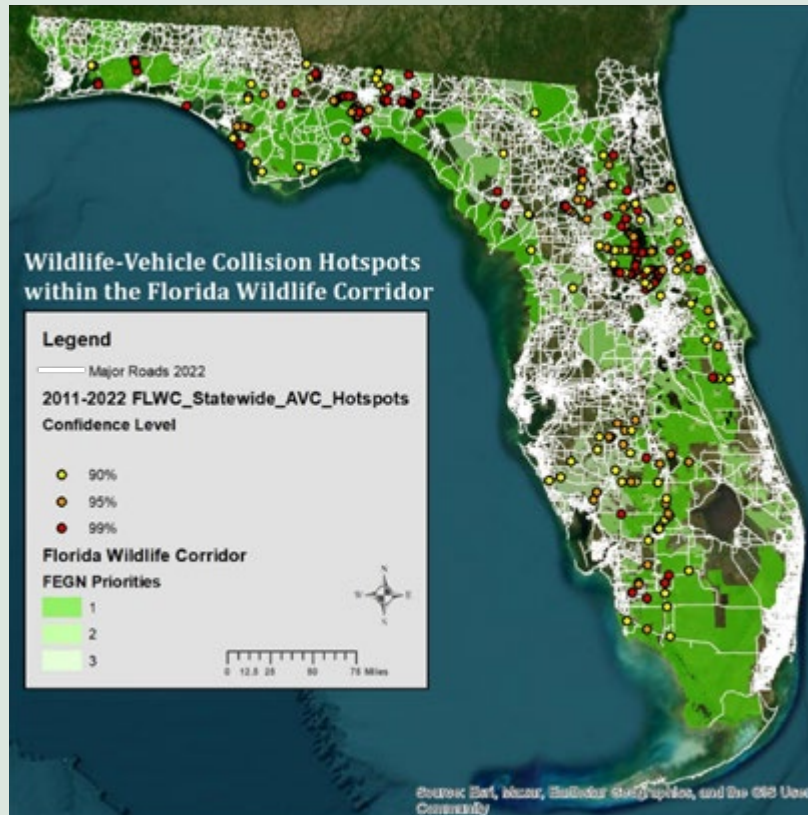 Wildlife-Vehicle Collision Hotspots
within the Florida Wildlife Corridor
Legend
Major Roads 2022
2011-2022 FLWC_Statewide_AVC_Hotspots
Confidence Level
90%
95%
99%
Florida Wildlife Corridor
FEGN Priorities
1
2
3
N
W E
S
0 12.5 25 50 75 Miles
Source: Esri, Maxar, Earthstar Geographics, and the GIS User
Community